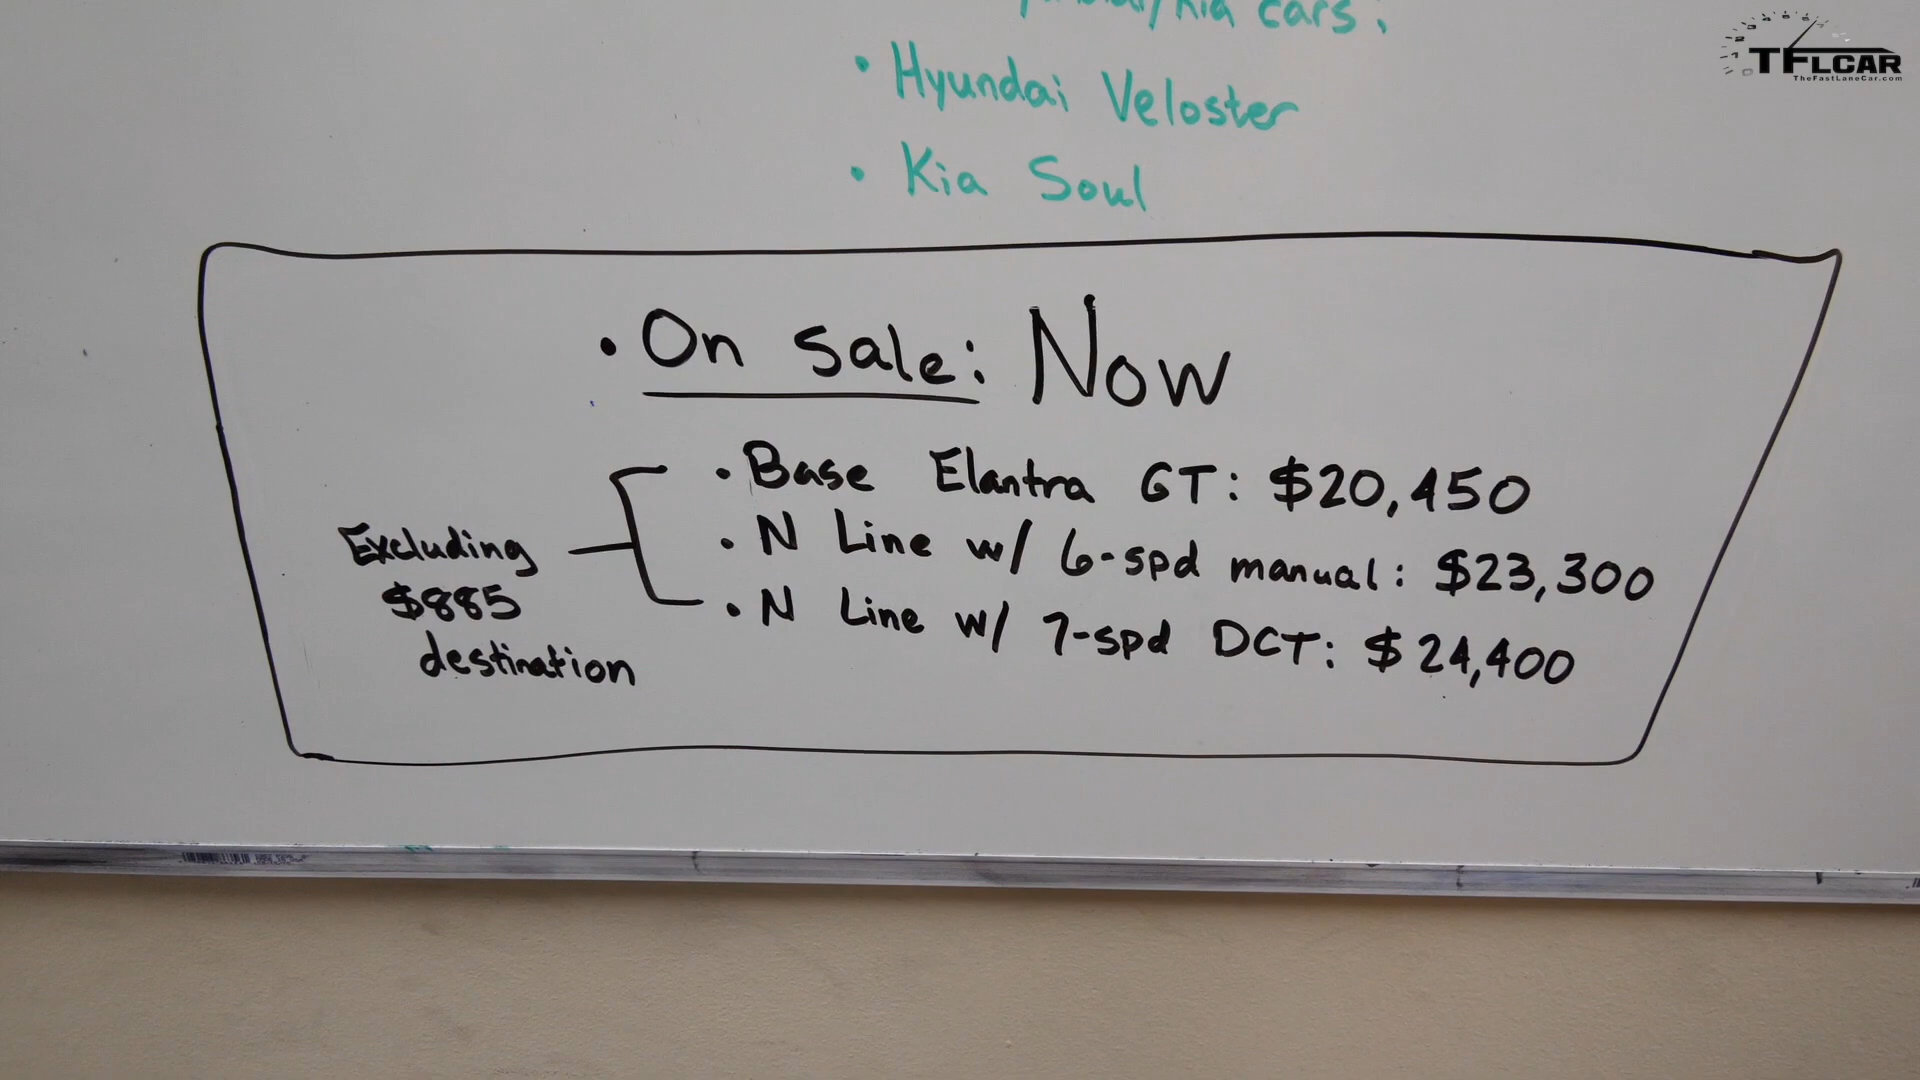 cars:
• Hyundai Veloster
• Kia Soul
TFLCAR
TheFastLaneCar.com
• On sale: Now
• Base Elantra GT: $20,450
• N Line w/ 6-spd manual: $23,300
• N Line w/ 7-spd DCT: $24,400
Excluding
$885
destination